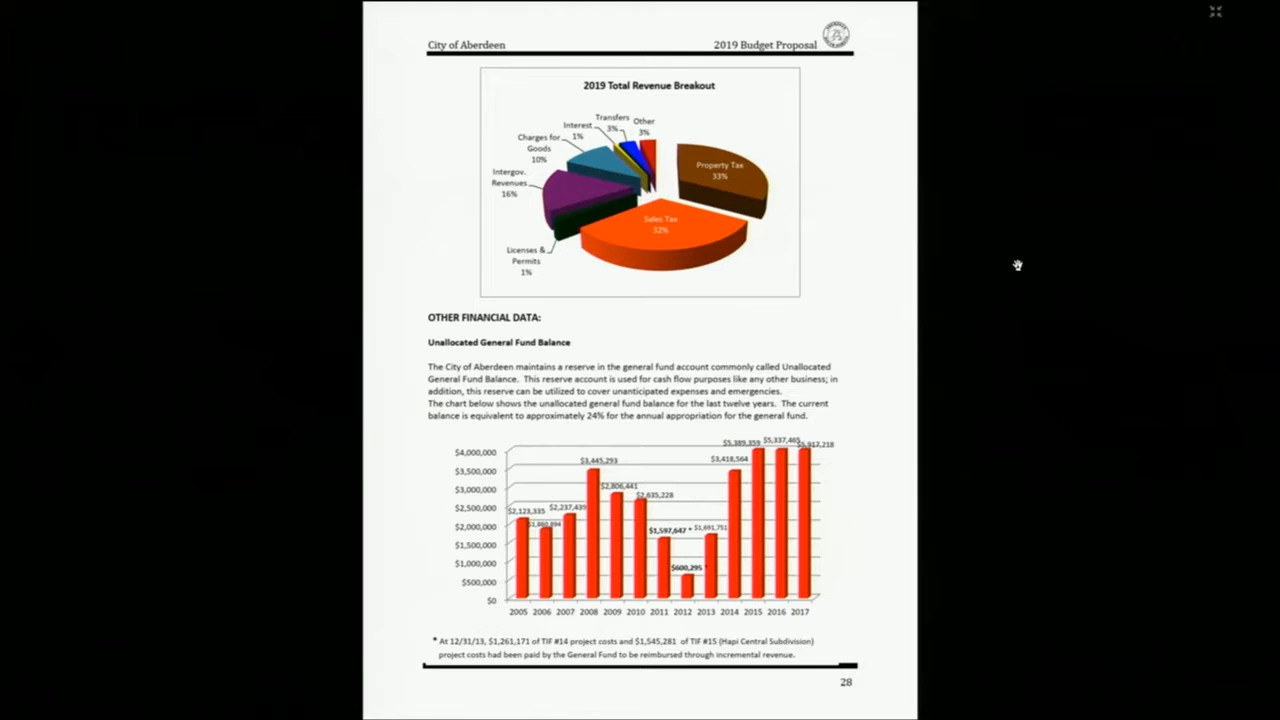 City of Aberdeen
2019 Budget Proposal
2019 Total Revenue Breakout
Transfers
3%
Other
3%
Interest
1%
Charges for
Goods
10%
Property Tax
33%
Intergov.
Revenues
16%
Sales Tax
32%
Licenses &
Permits
1%
OTHER FINANCIAL DATA:
Unallocated General Fund Balance
The City of Aberdeen maintains a reserve in the general fund account commonly called Unallocated
General Fund Balance. This reserve account is used for cash flow purposes like any other business; in
addition, this reserve can be utilized to cover unanticipated expenses and emergencies.
The chart below shows the unallocated general fund balance for the last twelve years. The current
balance is equivalent to approximately 24% for the annual appropriation for the general fund.
$4,000,000
$3,500,000
$3,000,000
$2,500,000
$2,000,000
$1,500,000
$1,000,000
$500,000
$0
$2,123,335
$2,237,439
$3,445,293
$2,806,441
$2,635,228
$1,597,647 *
$600,295 *
$1,691,751
$3,418,564
$5,389,359
$5,337,465
$5,917,218
2005 2006 2007 2008 2009 2010 2011 2012 2013 2014 2015 2016 2017
* At 12/31/13, $1,261,171 of TIF #14 project costs and $1,545,281 of TIF #15 (Hapi Central Subdivision)
project costs had been paid by the General Fund to be reimbursed through incremental revenue.
28